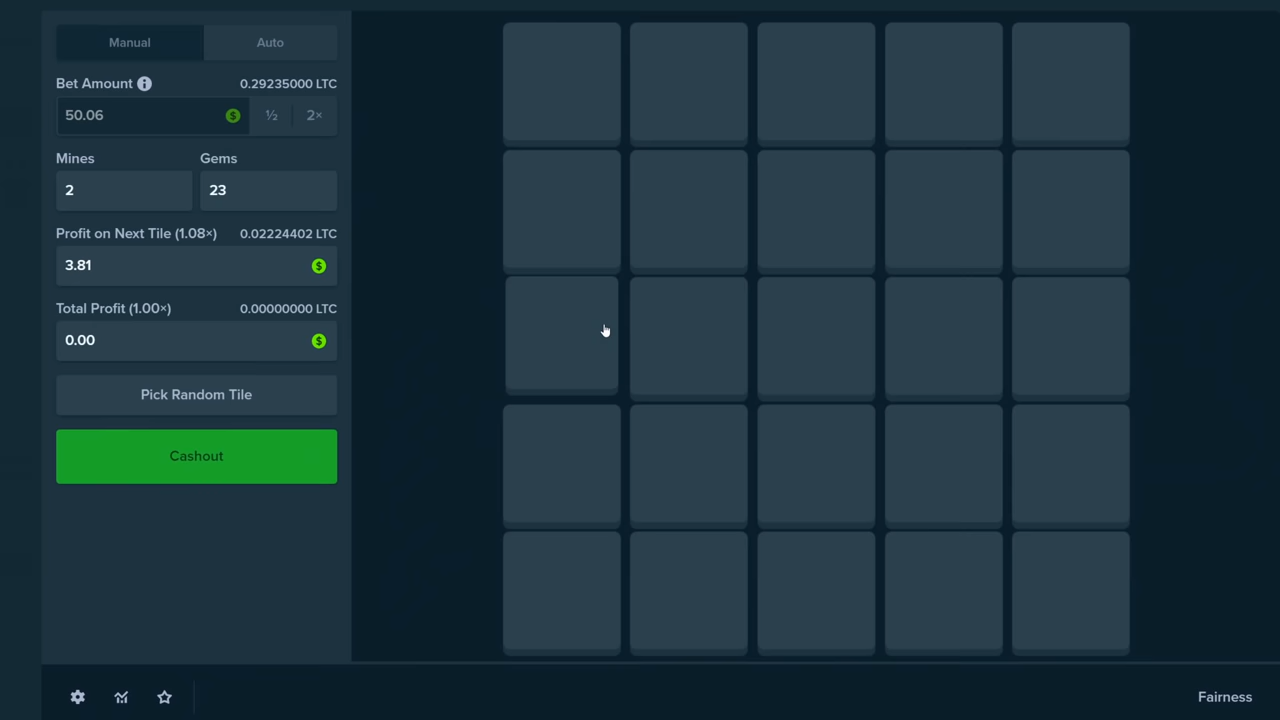 Manual Auto
Bet Amount 0.29235000 LTC
50.06 $ ½ 2×
Mines Gems
2 23
Profit on Next Tile (1.08×) 0.02224402 LTC
3.81 $
Total Profit (1.00×) 0.00000000 LTC
0.00 $
Pick Random Tile
Cashout
Fairness